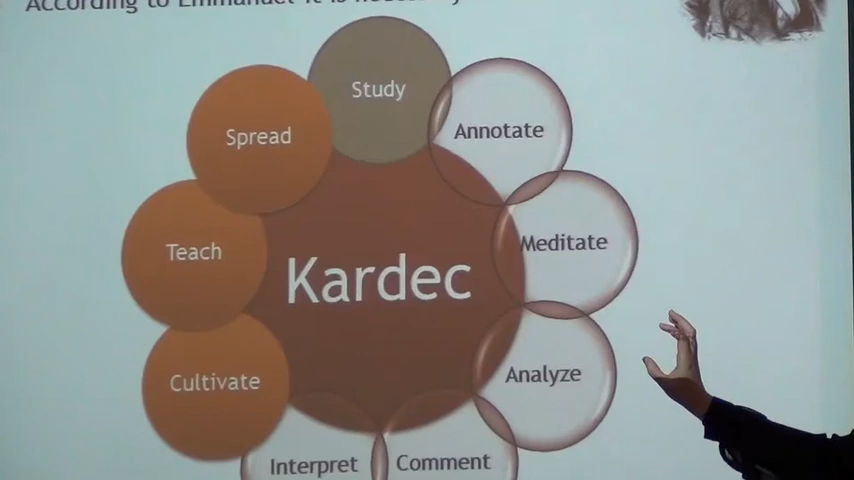 According to Emmanuel it is necessary
Study
Annotate
Meditate
Analyze
Comment
Interpret
Cultivate
Teach
Spread
Kardec